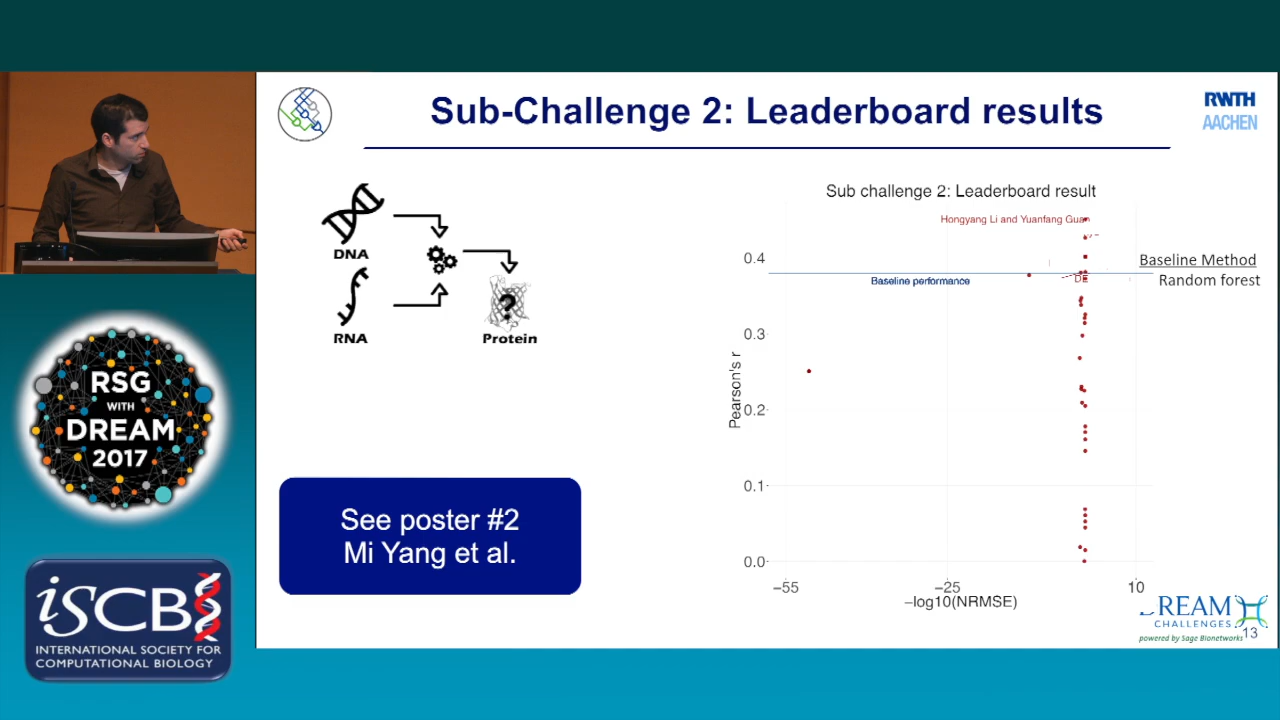 Sub-Challenge 2: Leaderboard results
RWTH
AACHEN
DNA
RNA
Protein
?
See poster #2
Mi Yang et al.
Sub challenge 2: Leaderboard result
Hongyang Li and Yuanfang Guan
Baseline performance
Baseline Method
Random forest
Pearson's r
0.4
0.3
0.2
0.1
0.0
−55
−25
10
−log10(NRMSE)
DREAM
CHALLENGES
powered by Sage Bionetworks
13
RSG
WITH
DREAM
2017
iSCB
INTERNATIONAL SOCIETY FOR
COMPUTATIONAL BIOLOGY